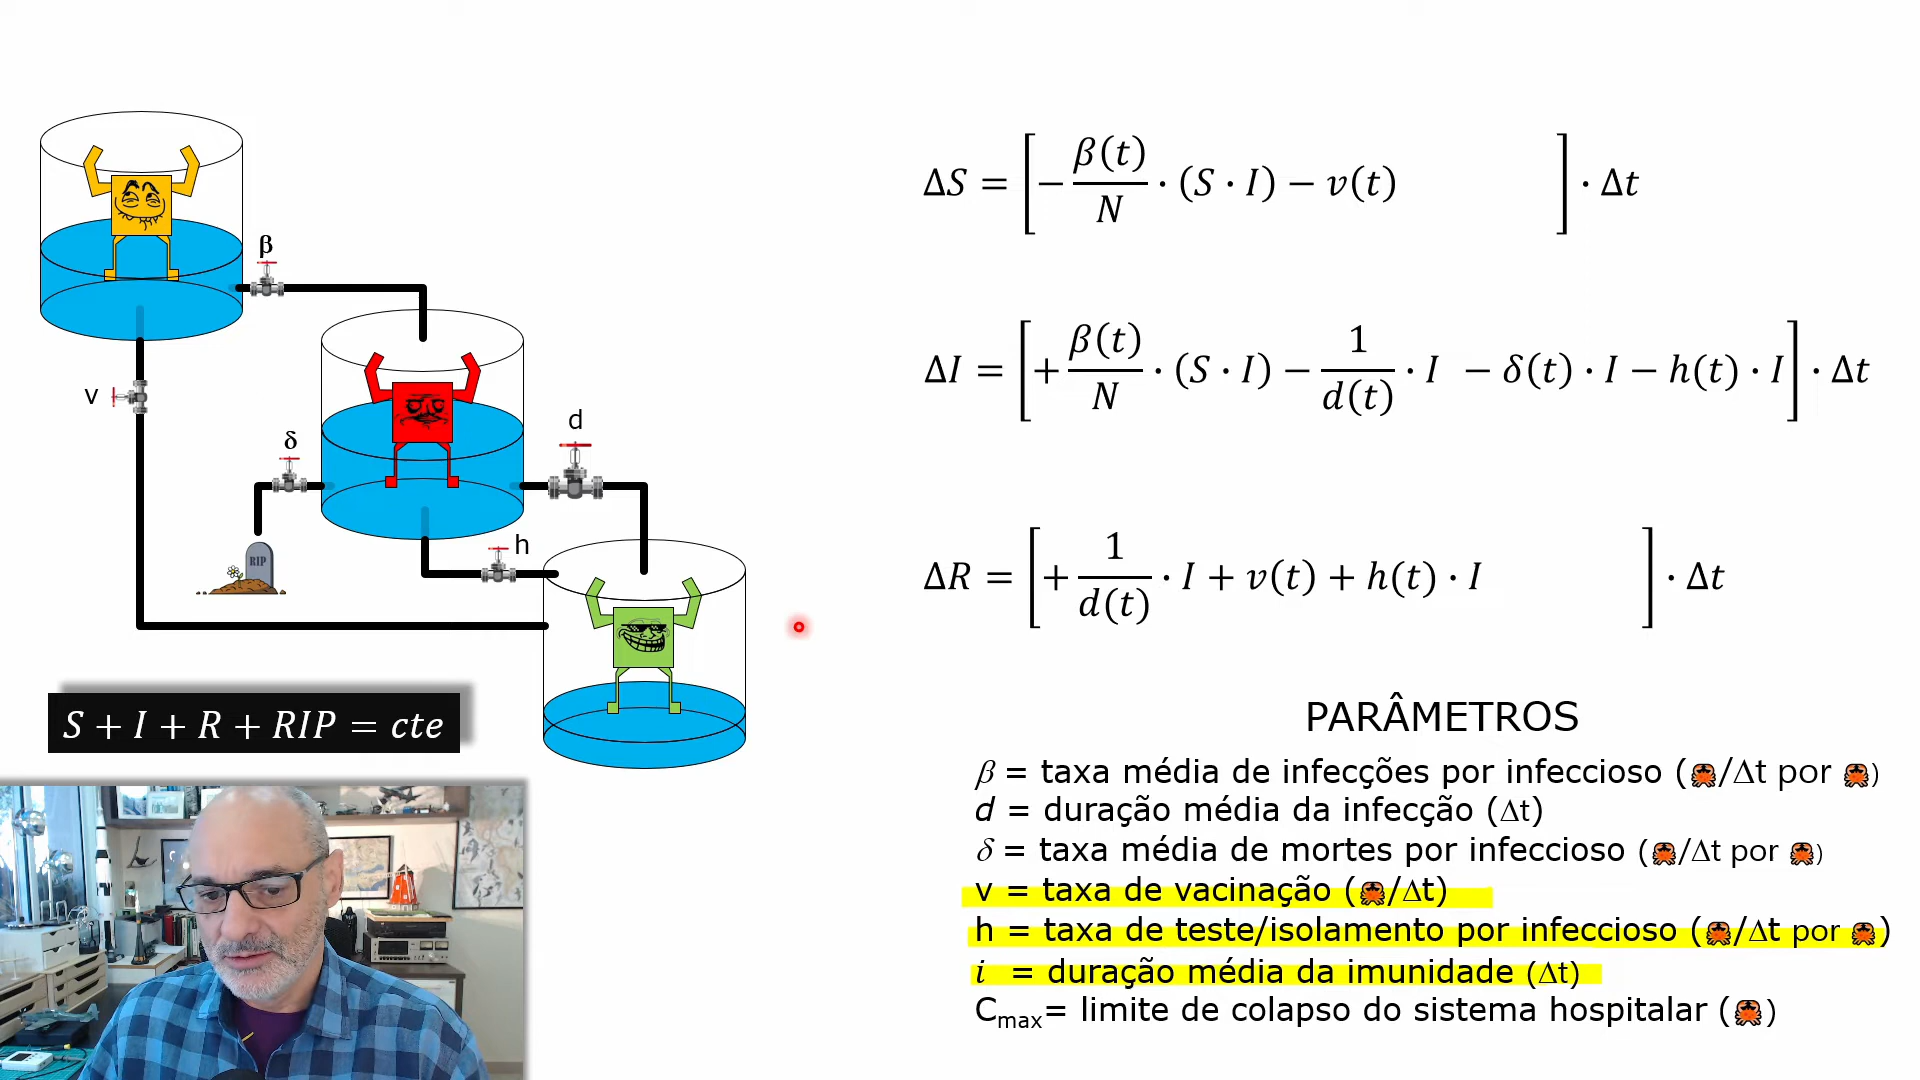 β
v
δ
d
h
RIP
S + I + R + RIP = cte
ΔS = [ − β(t)/N · (S · I) − v(t) ] · Δt
ΔI = [ + β(t)/N · (S · I) − 1/d(t) · I − δ(t) · I − h(t) · I ] · Δt
ΔR = [ + 1/d(t) · I + v(t) + h(t) · I ] · Δt
PARÂMETROS
β = taxa média de infecções por infeccioso ( /Δt por )
d = duração média da infecção (Δt)
δ = taxa média de mortes por infeccioso ( /Δt por )
v = taxa de vacinação ( /Δt)
h = taxa de teste/isolamento por infeccioso ( /Δt por )
i = duração média da imunidade (Δt)
Cmax= limite de colapso do sistema hospitalar ( )